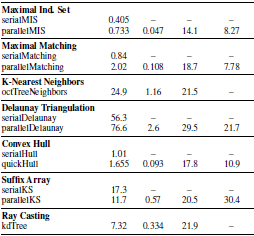 Maximal Ind. Set
serialMIS 0.405 – – –
parallelMIS 0.733 0.047 14.1 8.27
Maximal Matching
serialMatching 0.84 – – –
parallelMatching 2.02 0.108 18.7 7.78
K-Nearest Neighbors
octTreeNeighbors 24.9 1.16 21.5 –
Delaunay Triangulation
serialDelaunay 56.3 – – –
parallelDelaunay 76.6 2.6 29.5 21.7
Convex Hull
serialHull 1.01 – – –
quickHull 1.655 0.093 17.8 10.9
Suffix Array
serialKS 17.3 – – –
parallelKS 11.7 0.57 20.5 30.4
Ray Casting
kdTree 7.32 0.334 21.9 –